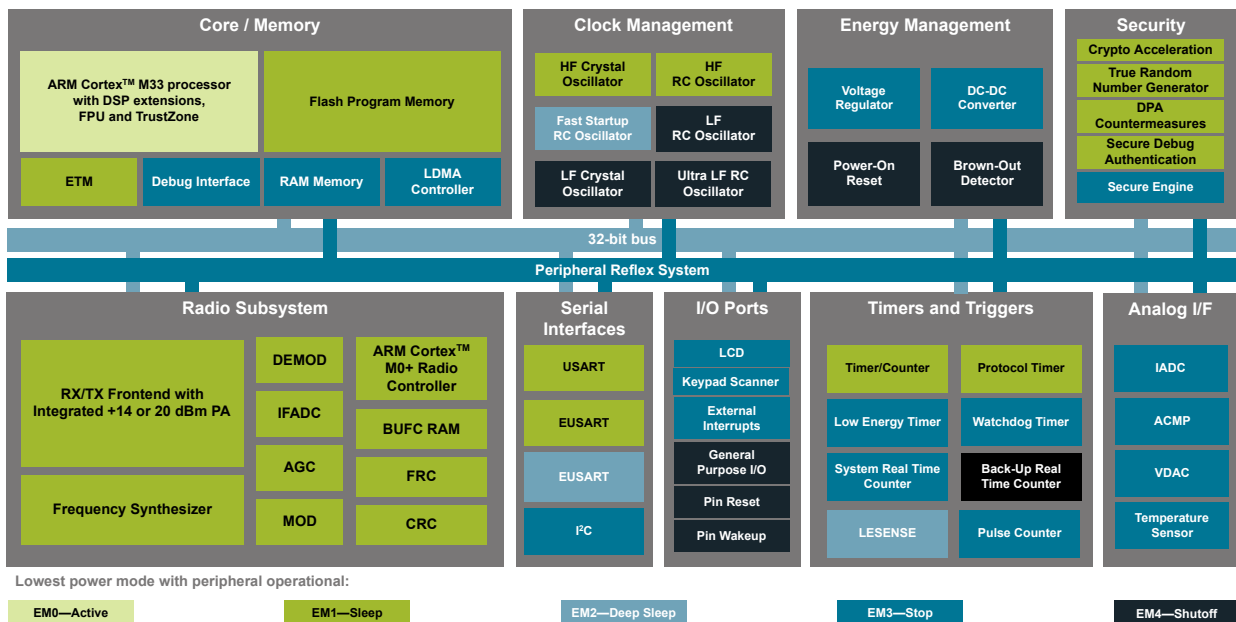 Core / Memory
ARM Cortex™ M33 processor
with DSP extensions,
FPU and TrustZone
Flash Program Memory
ETM
Debug Interface
RAM Memory
LDMA
Controller
Clock Management
HF Crystal
Oscillator
HF
RC Oscillator
Fast Startup
RC Oscillator
LF
RC Oscillator
LF Crystal
Oscillator
Ultra LF RC
Oscillator
Energy Management
Voltage
Regulator
DC-DC
Converter
Power-On
Reset
Brown-Out
Detector
Security
Crypto Acceleration
True Random
Number Generator
DPA
Countermeasures
Secure Debug
Authentication
Secure Engine
32-bit bus
Peripheral Reflex System
Radio Subsystem
RX/TX Frontend with
Integrated +14 or 20 dBm PA
Frequency Synthesizer
DEMOD
IFADC
AGC
MOD
ARM Cortex™
M0+ Radio
Controller
BUFC RAM
FRC
CRC
Serial
Interfaces
USART
EUSART
EUSART
I²C
I/O Ports
LCD
Keypad Scanner
External
Interrupts
General
Purpose I/O
Pin Reset
Pin Wakeup
Timers and Triggers
Timer/Counter
Protocol Timer
Low Energy Timer
Watchdog Timer
System Real Time
Counter
Back-Up Real
Time Counter
LESENSE
Pulse Counter
Analog I/F
IADC
ACMP
VDAC
Temperature
Sensor
Lowest power mode with peripheral operational:
EM0—Active
EM1—Sleep
EM2—Deep Sleep
EM3—Stop
EM4—Shutoff